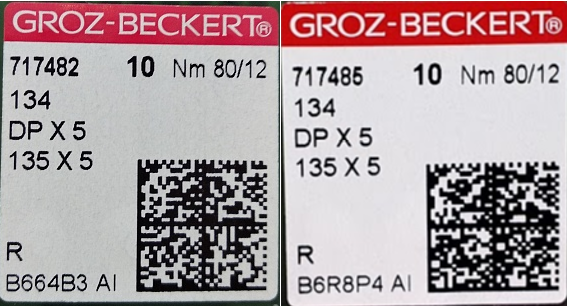 GROZ-BECKERT®
717482 10 Nm 80/12
134
DP X 5
135 X 5
R
B664B3 AI
GROZ-BECKERT®
717485 10 Nm 80/12
134
DP X 5
135 X 5
R
B6R8P4 AI